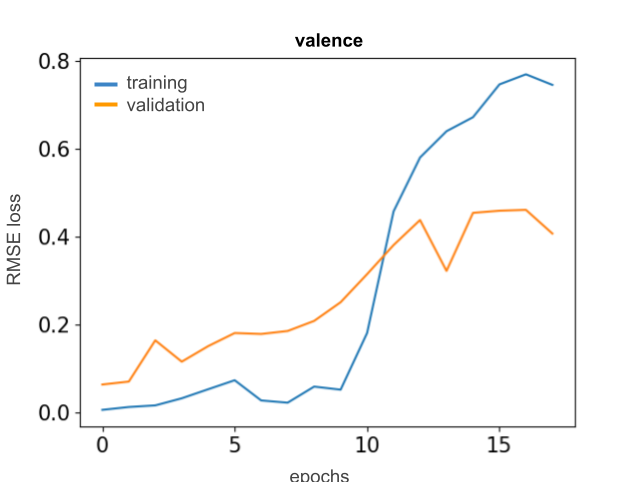 valence
training
validation
RMSE loss
0.8
0.6
0.4
0.2
0.0
0 5 10 15
epochs